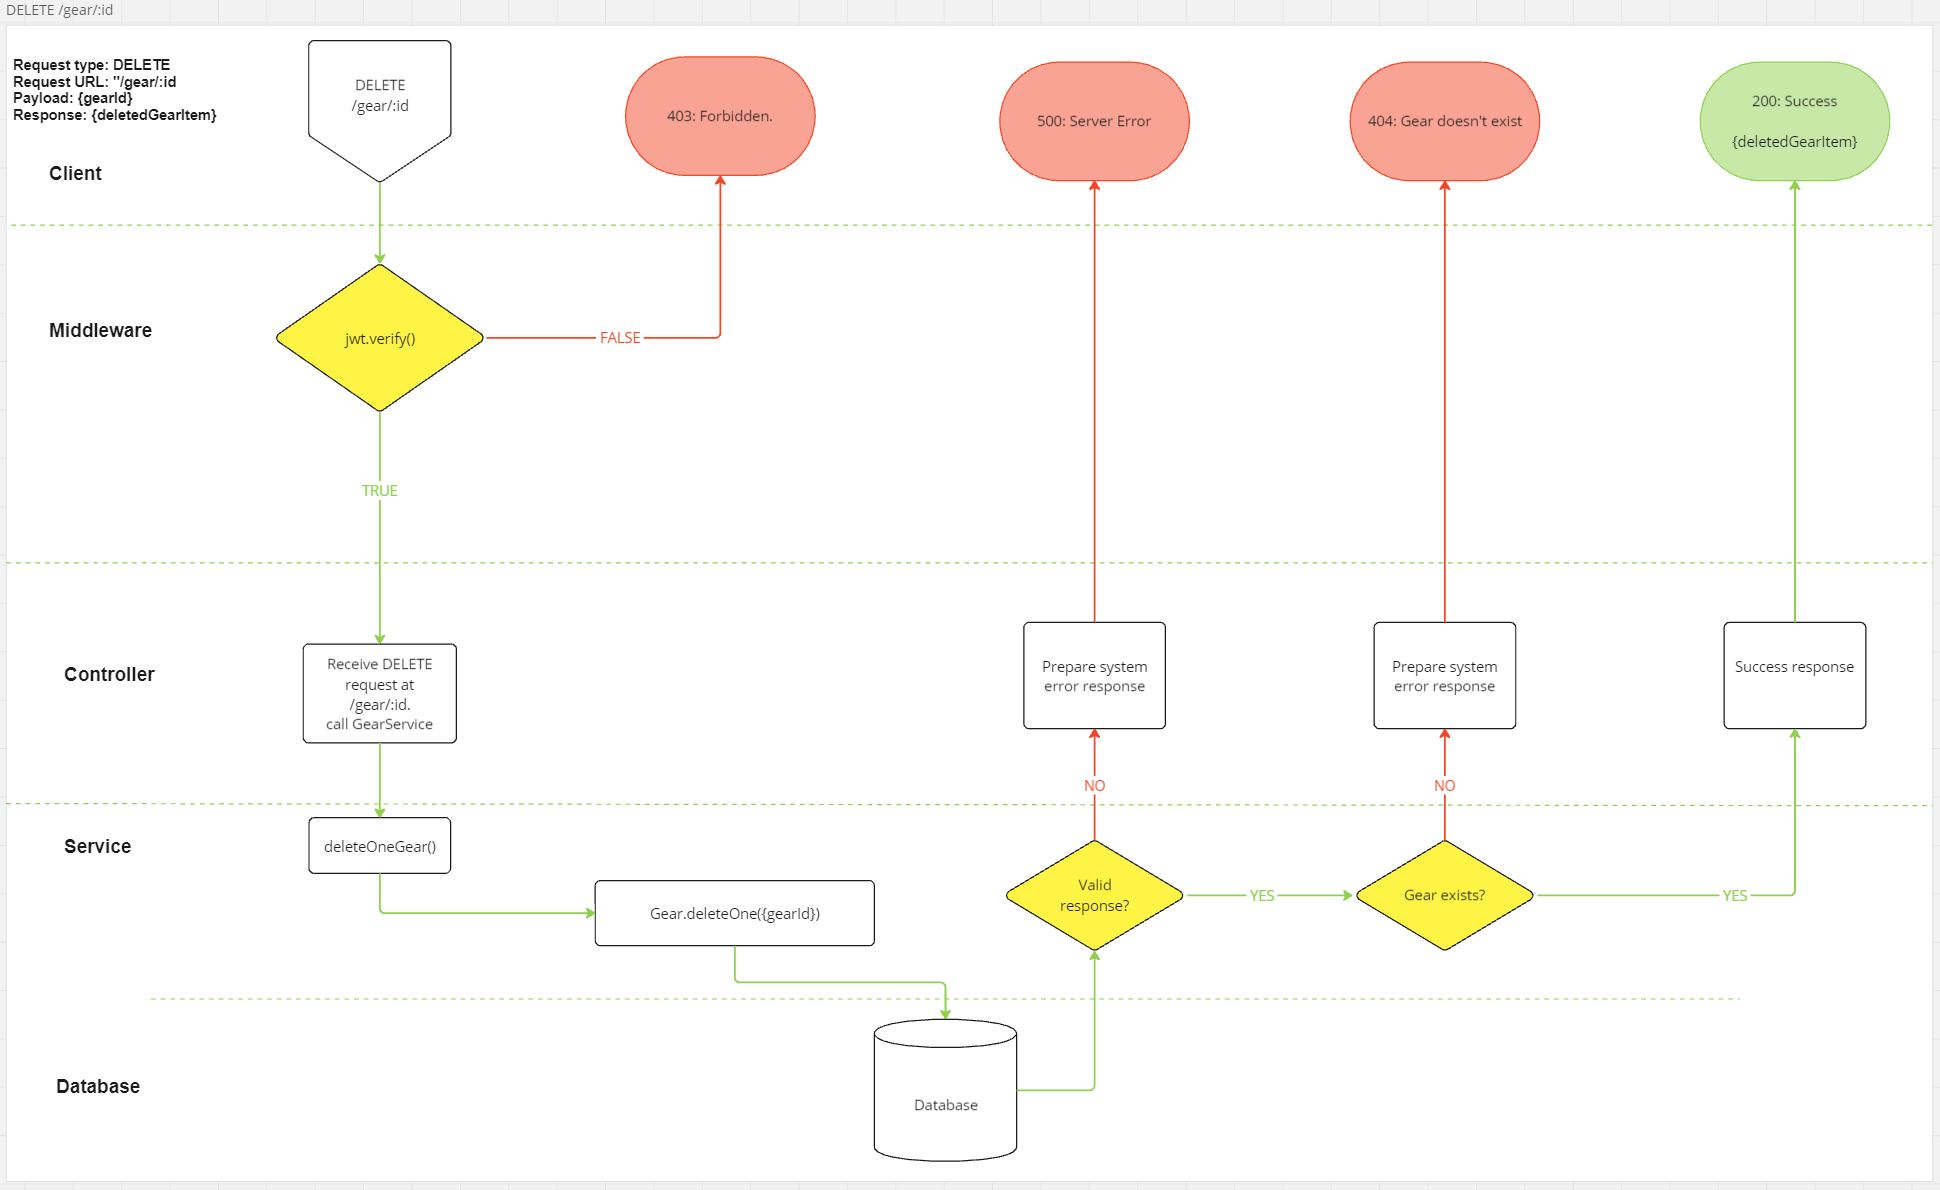 DELETE /gear/:id
Request type: DELETE
Request URL: "/gear/:id
Payload: {gearId}
Response: {deletedGearItem}
DELETE
/gear/:id
403: Forbidden.
500: Server Error
404: Gear doesn't exist
200: Success
{deletedGearItem}
Client
Middleware
jwt.verify()
FALSE
TRUE
Controller
Receive DELETE
request at
/gear/:id.
call GearService
Prepare system
error response
Prepare system
error response
Success response
NO
NO
Service
deleteOneGear()
Gear.deleteOne({gearId})
Valid
response?
YES
Gear exists?
YES
Database
Database